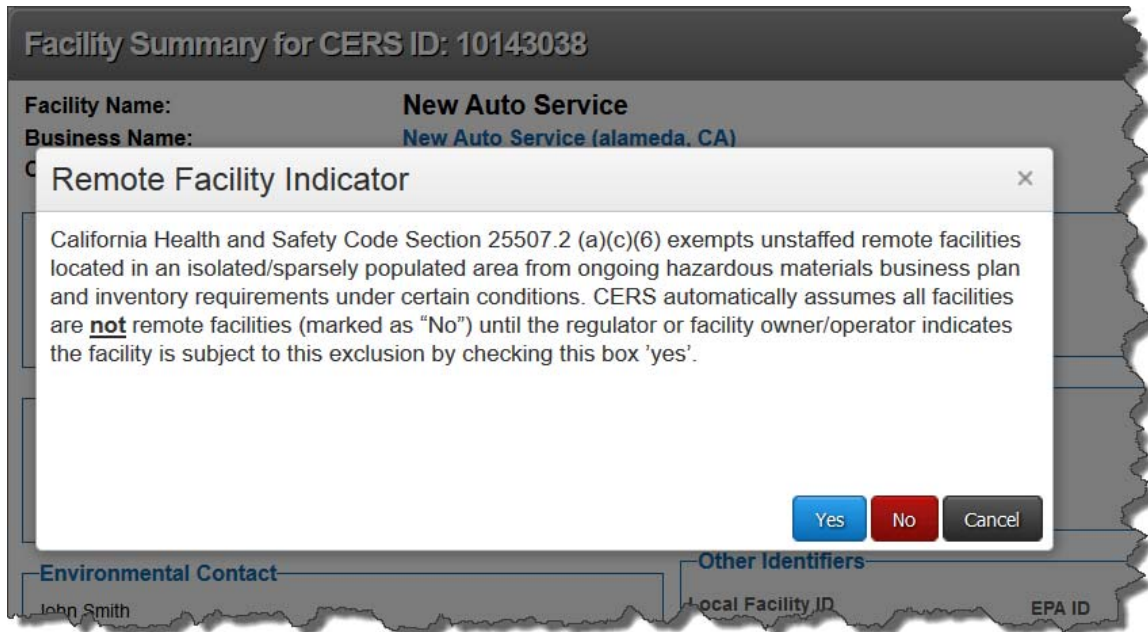 Facility Summary for CERS ID: 10143038
Facility Name: New Auto Service
Business Name: New Auto Service (alameda, CA)
Remote Facility Indicator ×
California Health and Safety Code Section 25507.2 (a)(c)(6) exempts unstaffed remote facilities
located in an isolated/sparsely populated area from ongoing hazardous materials business plan
and inventory requirements under certain conditions. CERS automatically assumes all facilities
are not remote facilities (marked as “No”) until the regulator or facility owner/operator indicates
the facility is subject to this exclusion by checking this box ’yes’.
Yes No Cancel
Environmental Contact
John Smith
Other Identifiers
Local Facility ID EPA ID